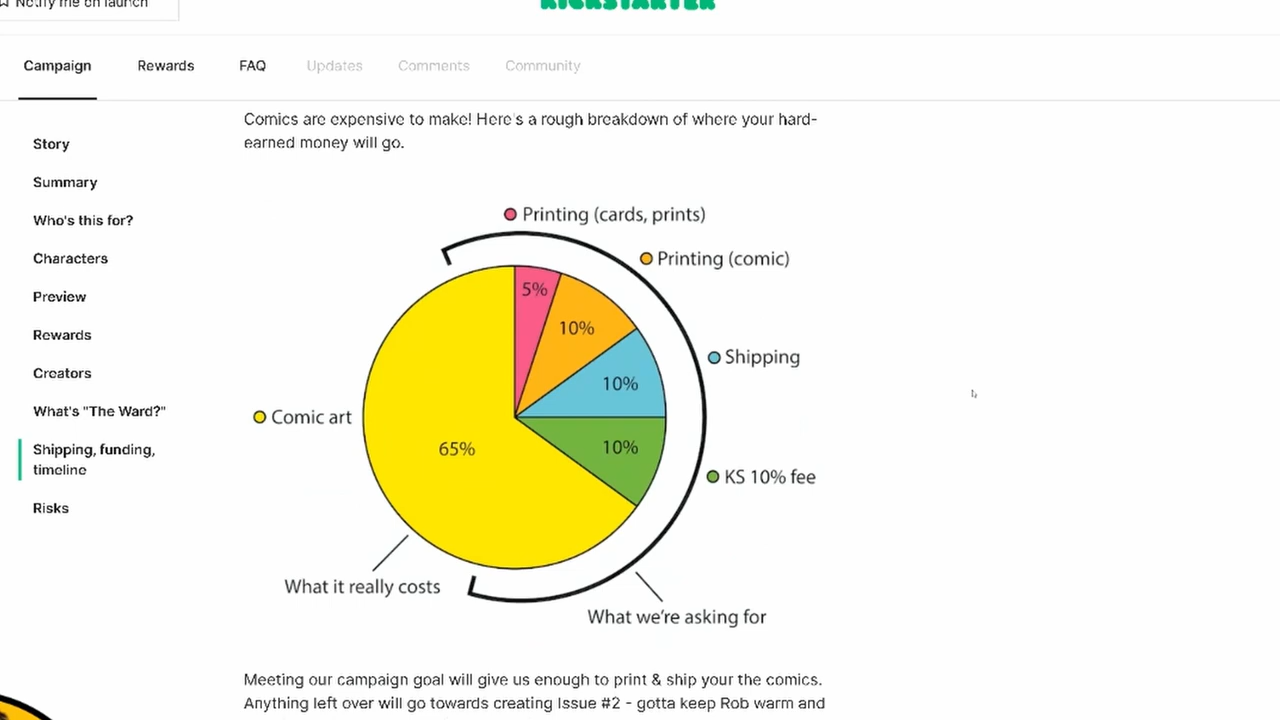 Notify me on launch
KICKSTARTER
Campaign
Rewards
FAQ
Updates
Comments
Community
Story
Summary
Who's this for?
Characters
Preview
Rewards
Creators
What's "The Ward?"
Shipping, funding,
timeline
Risks
Comics are expensive to make! Here's a rough breakdown of where your hard-
earned money will go.
Printing (cards, prints)
Printing (comic)
Shipping
KS 10% fee
Comic art
5%
10%
10%
10%
65%
What it really costs
What we're asking for
Meeting our campaign goal will give us enough to print & ship your the comics.
Anything left over will go towards creating Issue #2 - gotta keep Rob warm and